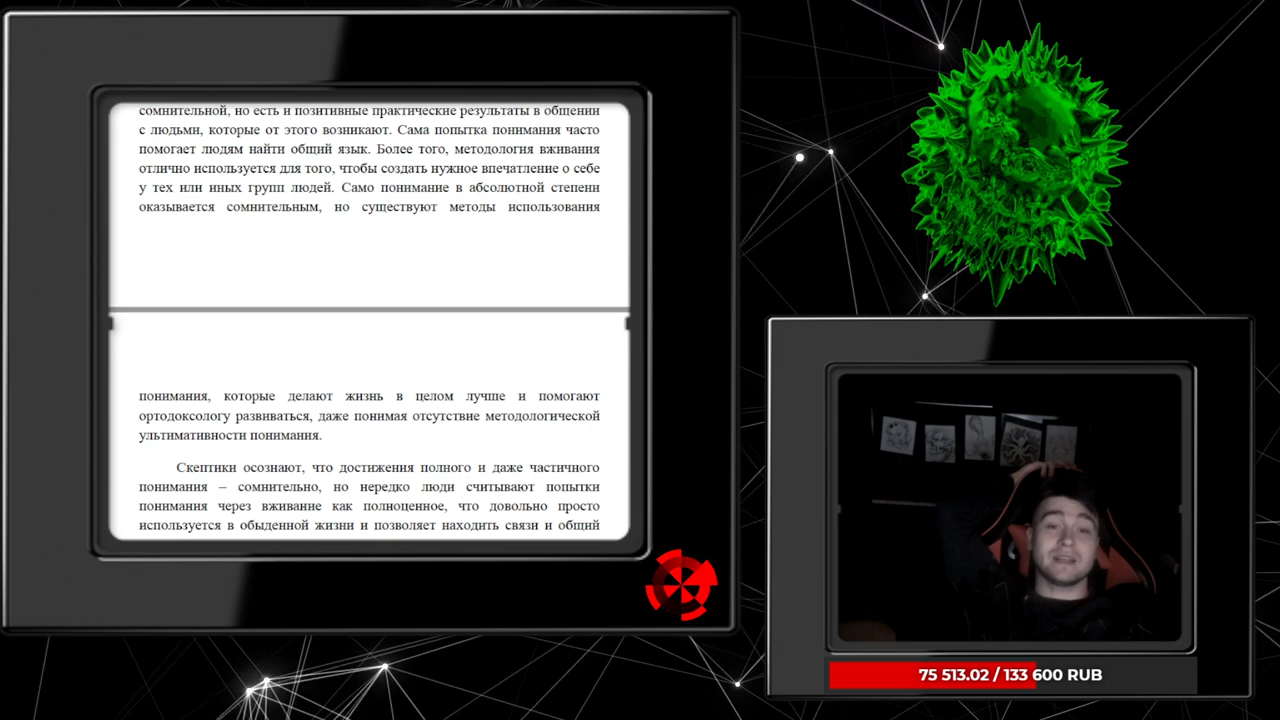 сомнительной, но есть и позитивные практические результаты в общении
с людьми, которые от этого возникают. Сама попытка понимания часто
помогает людям найти общий язык. Более того, методология вживания
отлично используется для того, чтобы создать нужное впечатление о себе
у тех или иных групп людей. Само понимание в абсолютной степени
оказывается сомнительным, но существуют методы использования
понимания, которые делают жизнь в целом лучше и помогают
ортодоксологу развиваться, даже понимая отсутствие методологической
ультимативности понимания.
Скептики осознают, что достижения полного и даже частичного
понимания – сомнительно, но нередко люди считывают попытки
понимания через вживание как полноценное, что довольно просто
используется в обыденной жизни и позволяет находить связи и общий
75 513.02 / 133 600 RUB